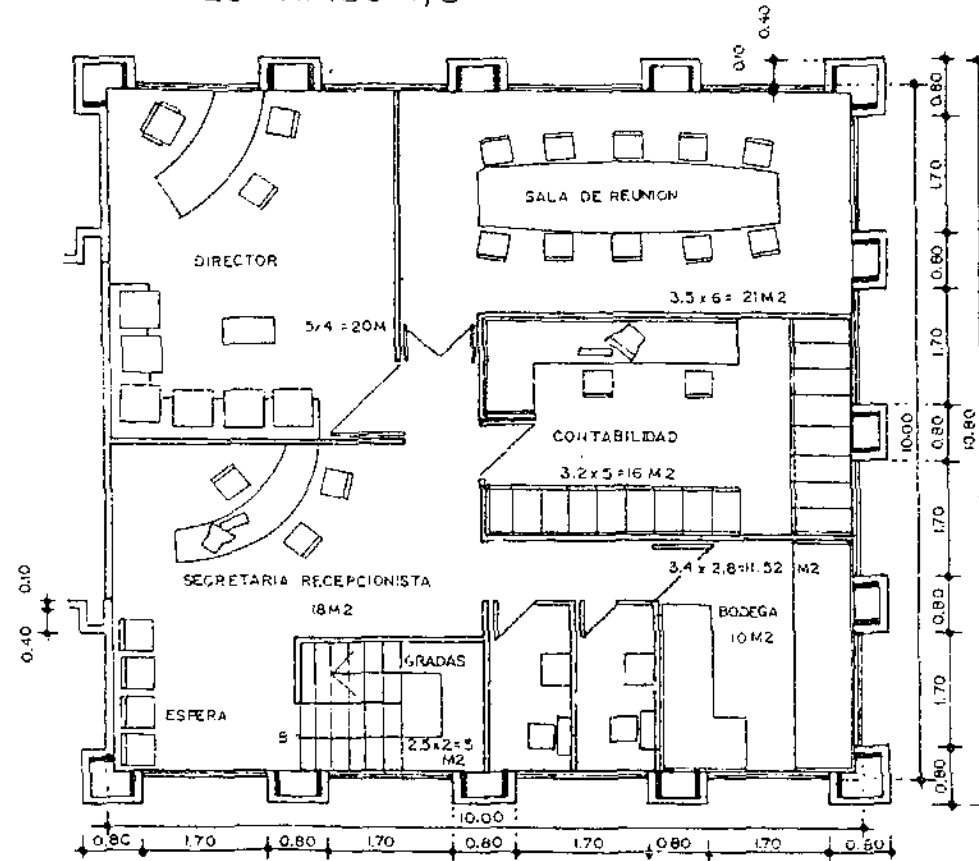 0.40
0.10
0.80
1.70
0.80
1.70
0.80
1.70
0.80
1.70
0.80
10.00
10.80
SALA DE REUNION
3.5 x 6 = 21 M2
DIRECTOR
5/4 = 20M
CONTABILIDAD
3.2 x 5 = 16 M2
SECRETARIA RECEPCIONISTA
18 M2
3.4 x 2.8 = 11.52 M2
BODEGA
10 M2
0.10
0.40
GRADAS
ESPERA
2.5 x 2 = 5
M2
10.00
0.80 1.70 0.80 1.70 0.80 1.70 0.80 1.70 0.80